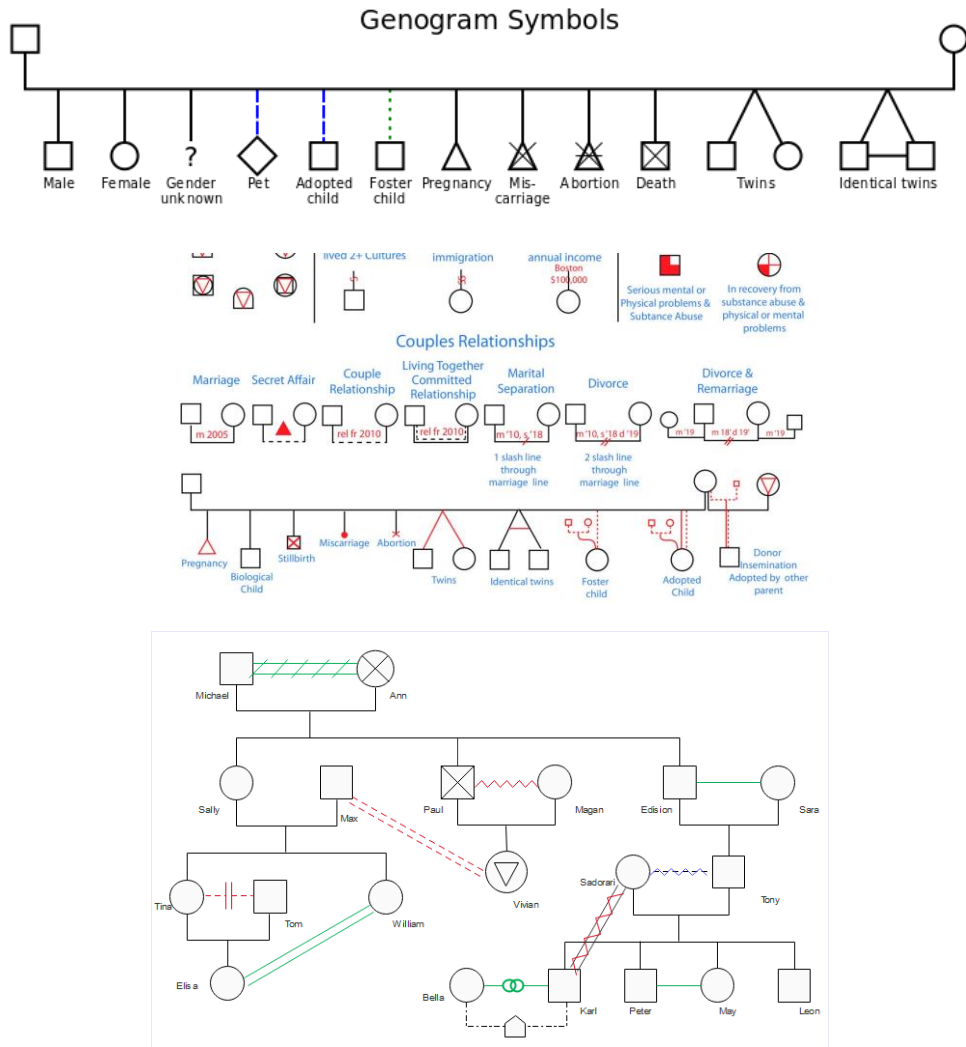 Genogram Symbols
?
Male
Female
Gender
unknown
Pet
Adopted
child
Foster
child
Pregnancy
Mis-
carriage
Abortion
Death
Twins
Identical twins
lived 2+ Cultures
immigration
annual income
Boston
$100,000
Serious mental or
Physical problems &
Subtance Abuse
In recovery from
substance abuse &
physical or mental
problems
Couples Relationships
Marriage
Secret Affair
Couple
Relationship
Living Together
Committed
Relationship
Marital
Separation
Divorce
Divorce &
Remarriage
m 2005
rel fr 2010
rel fr 2010
m '10, s '18
m '10, s '18 d '19
m '19
m 18' d 19'
m '19
1 slash line
through
marriage line
2 slash line
through
marriage line
Pregnancy
Biological
Child
Stillbirth
Miscarriage
Abortion
Twins
Identical twins
Foster
child
Adopted
Child
Donor
Insemination
Adopted by other
parent
Michael
Ann
Sally
Max
Paul
Magan
Edision
Sara
Tina
Tom
William
Vivian
Sadorari
Tony
Elisa
Bella
Karl
Peter
May
Leon